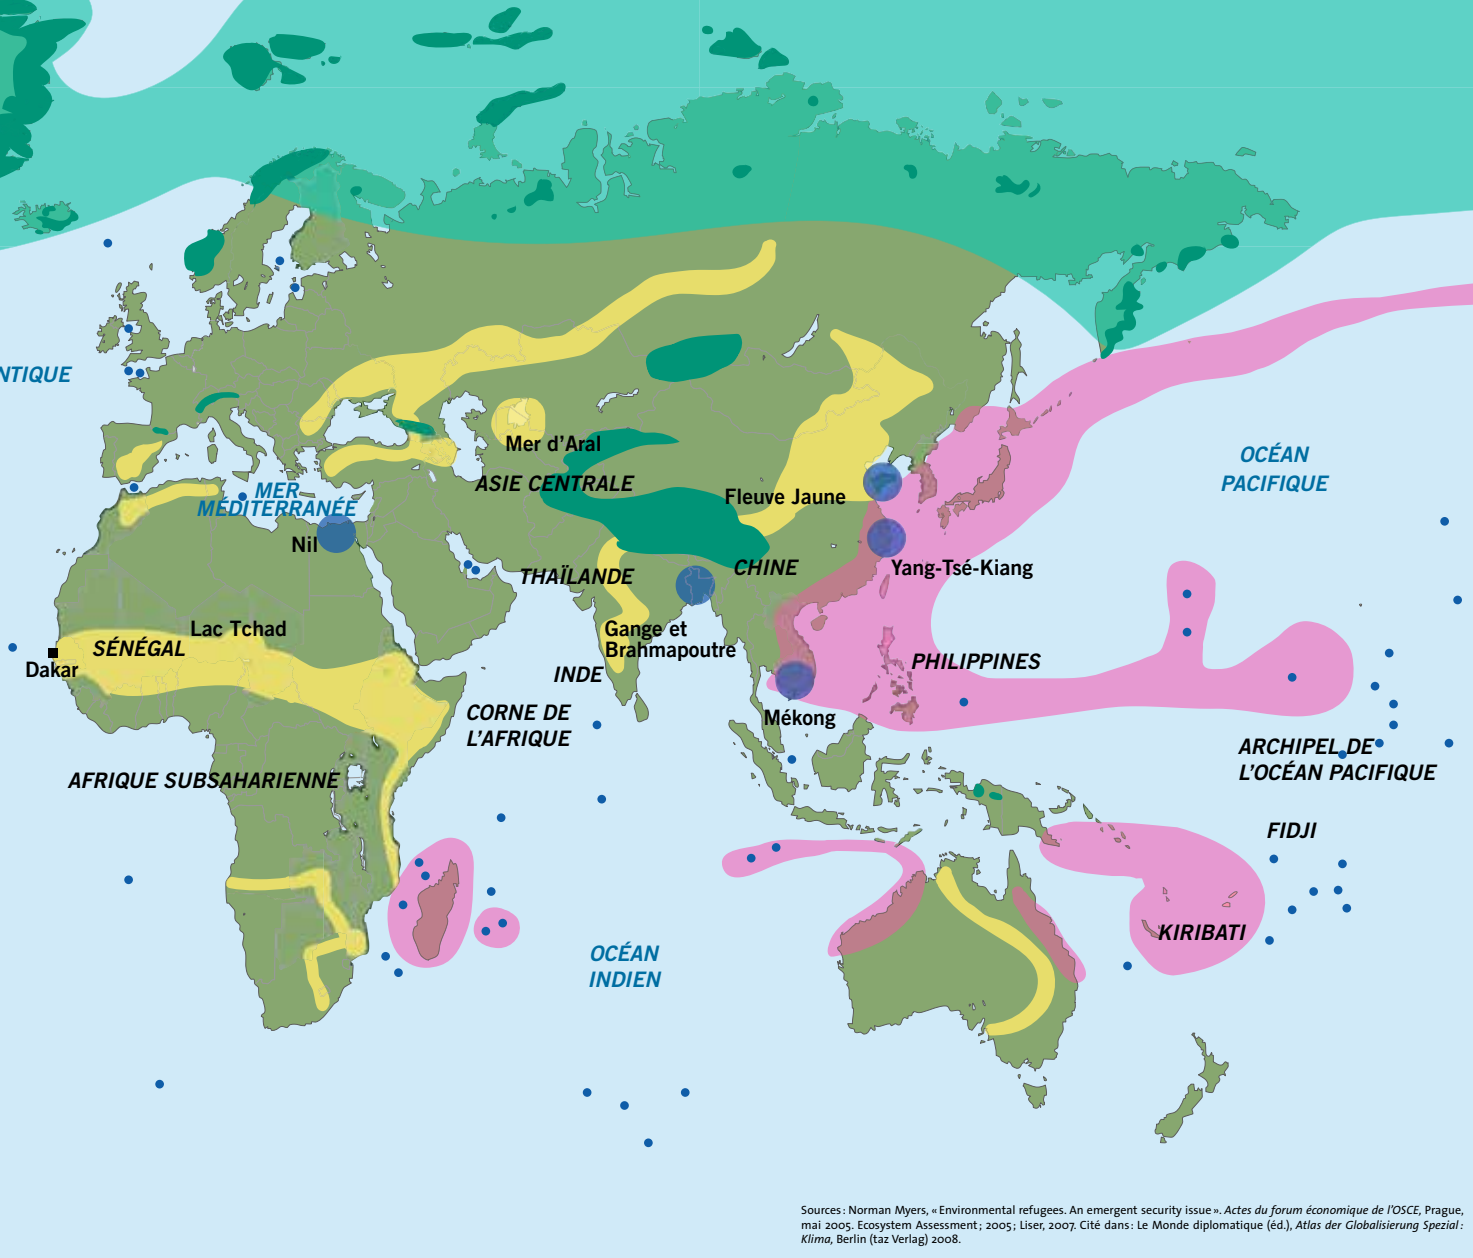 NTIQUE
Mer d'Aral
ASIE CENTRALE
MER
MÉDITERRANÉE
Nil
Fleuve Jaune
OCÉAN
PACIFIQUE
THAÏLANDE
CHINE
Yang-Tsé-Kiang
Lac Tchad
SÉNÉGAL
Dakar
Gange et
Brahmapoutre
INDE
PHILIPPINES
CORNE DE
L'AFRIQUE
Mékong
AFRIQUE SUBSAHARIENNE
ARCHIPEL DE
L'OCÉAN PACIFIQUE
FIDJI
KIRIBATI
OCÉAN
INDIEN
Sources : Norman Myers, « Environmental refugees. An emergent security issue ». Actes du forum économique de l'OSCE, Prague,
mai 2005. Ecosystem Assessment ; 2005 ; Liser, 2007. Cité dans : Le Monde diplomatique (éd.), Atlas der Globalisierung Spezial :
Klima, Berlin (taz Verlag) 2008.